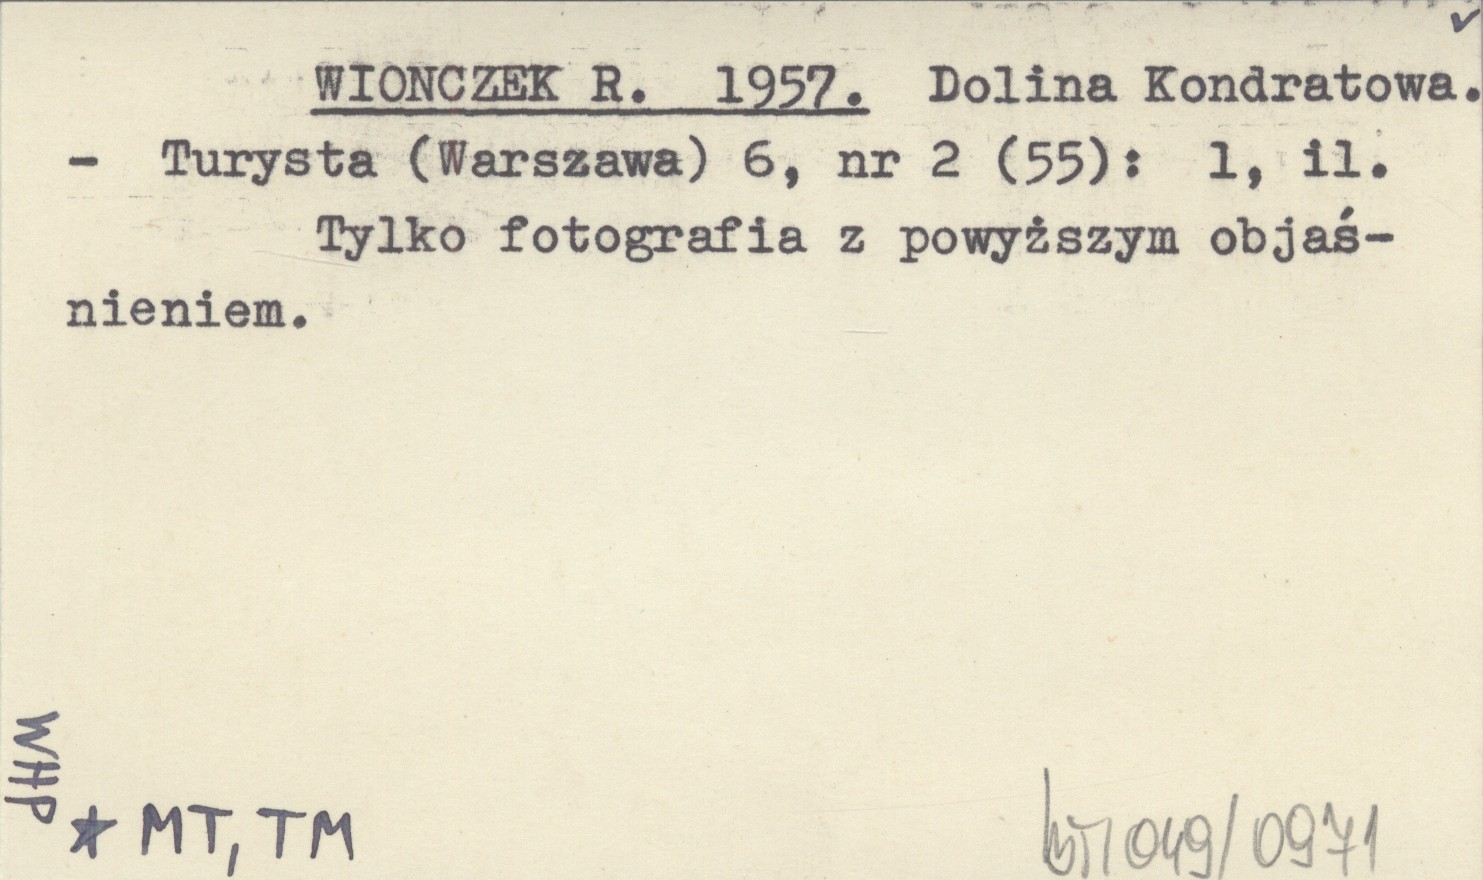 WIONCZEK R. 1957. Dolina Kondratowa.
- Turysta (Warszawa) 6, nr 2 (55): 1, il.
Tylko fotografia z powyższym objaś-
nieniem.
WHP
* MT, TM
049/0971